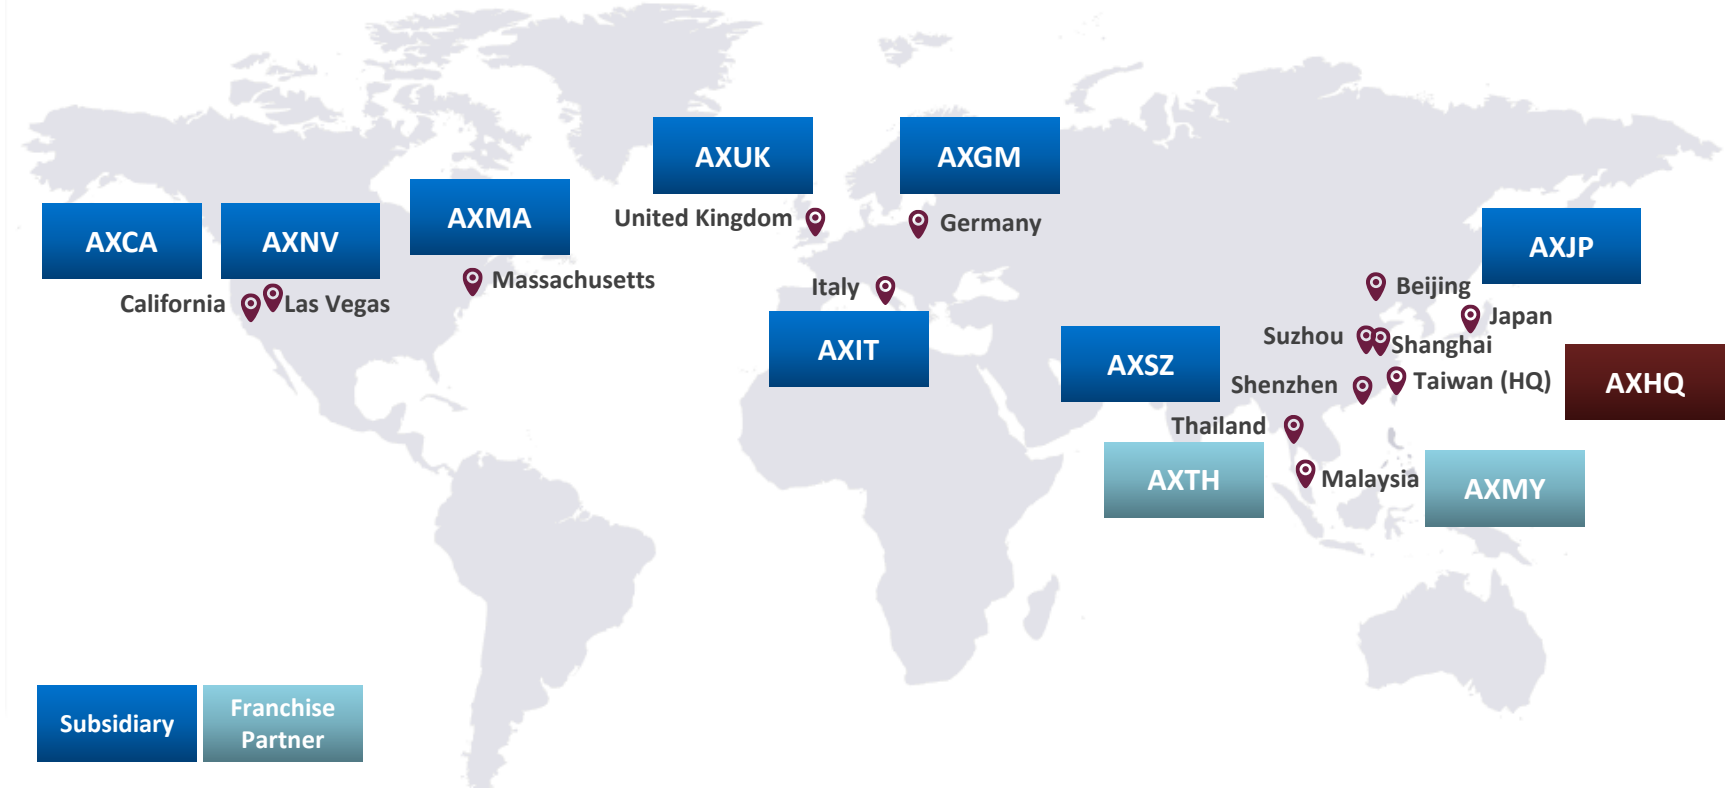 AXUK
AXGM
AXMA
AXCA
AXNV
AXJP
United Kingdom
Germany
Massachusetts
California
Las Vegas
Italy
Beijing
Japan
Suzhou
Shanghai
AXIT
AXSZ
Shenzhen
Taiwan (HQ)
AXHQ
Thailand
AXTH
Malaysia
AXMY
Subsidiary
Franchise
Partner